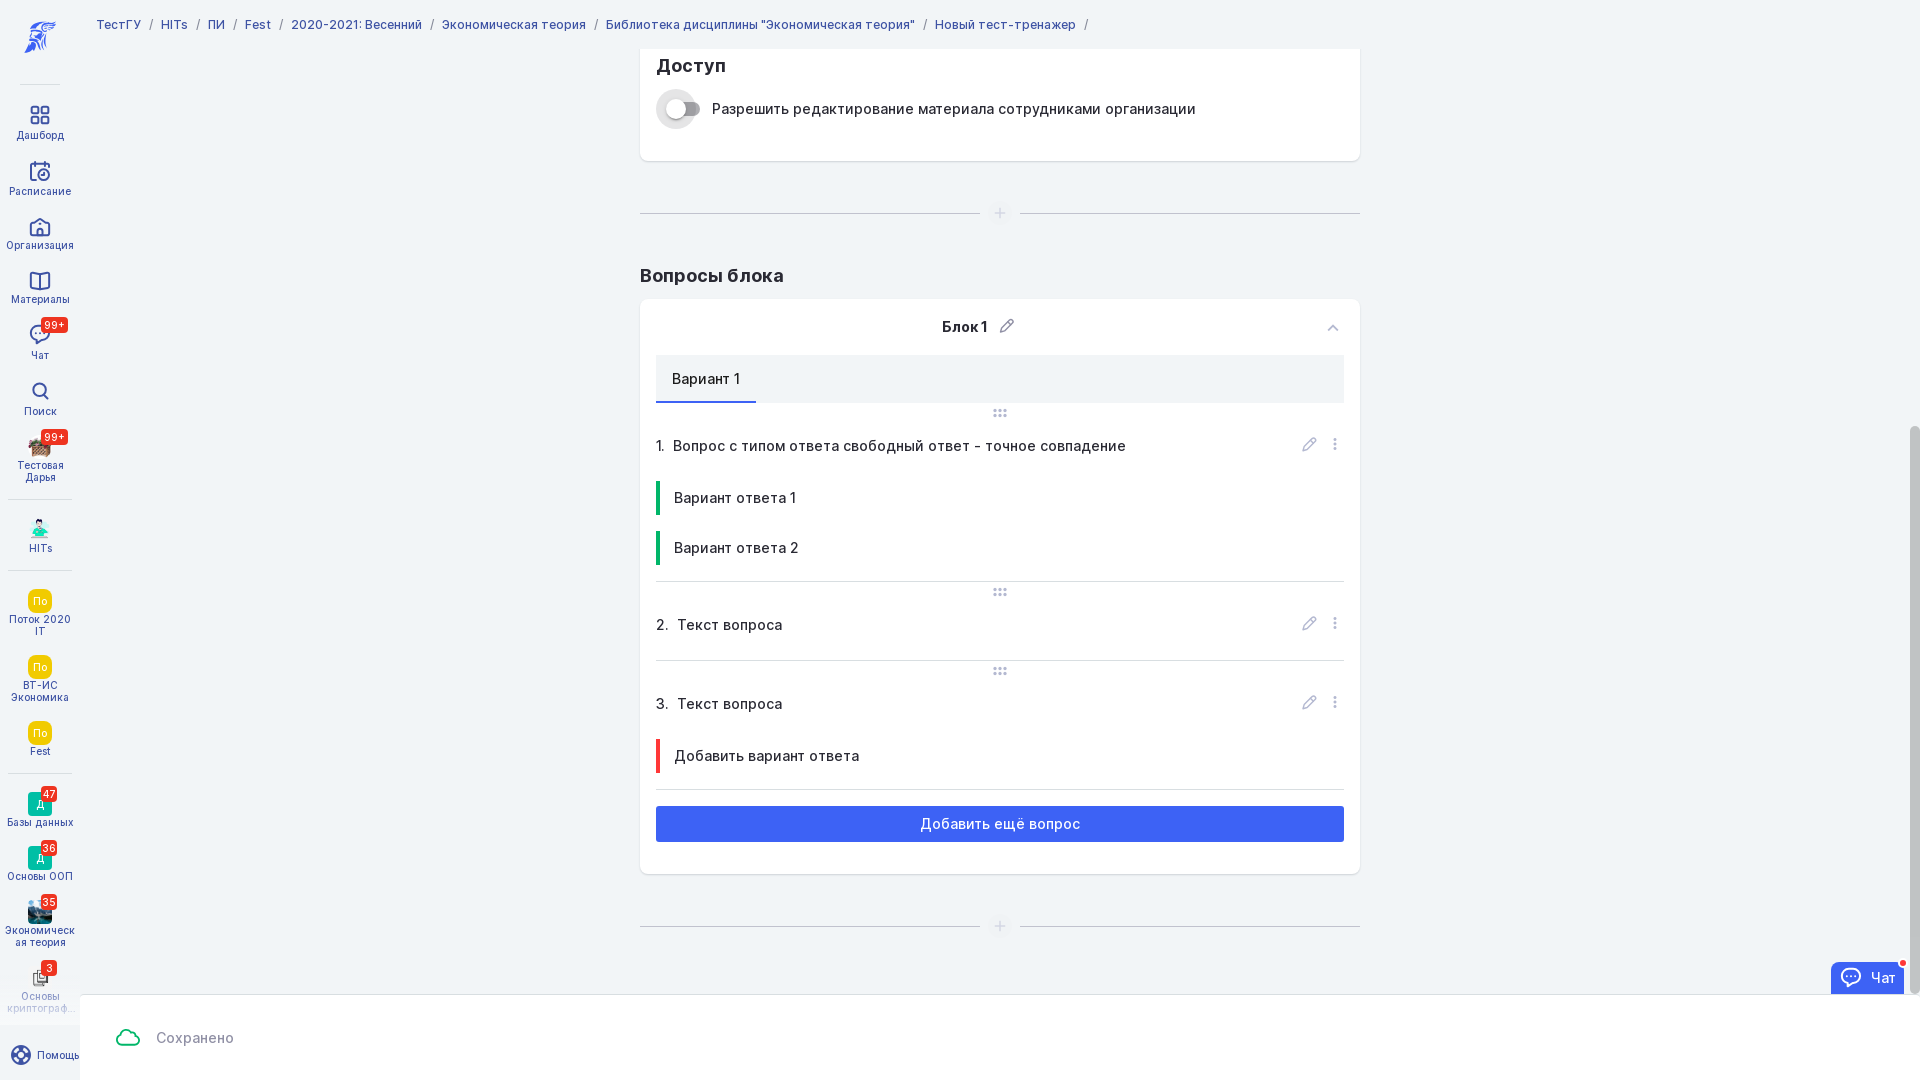 ТестГУ / HITs / ПИ / Fest / 2020-2021: Весенний / Экономическая теория / Библиотека дисциплины "Экономическая теория" / Новый тест-тренажер /
Дашборд
Расписание
Организация
Материалы
99+
Чат
Поиск
99+
Тестовая
Дарья
HITs
По
Поток 2020
IT
По
ВТ-ИС
Экономика
По
Fest
47
Д
Базы данных
36
Д
Основы ООП
35
Экономическ
ая теория
3
Основы
криптограф...
Помощь
Доступ
Разрешить редактирование материала сотрудниками организации
Вопросы блока
Блок 1
Вариант 1
1. Вопрос с типом ответа свободный ответ - точное совпадение
Вариант ответа 1
Вариант ответа 2
2. Текст вопроса
3. Текст вопроса
Добавить вариант ответа
Добавить ещё вопрос
Чат
Сохранено